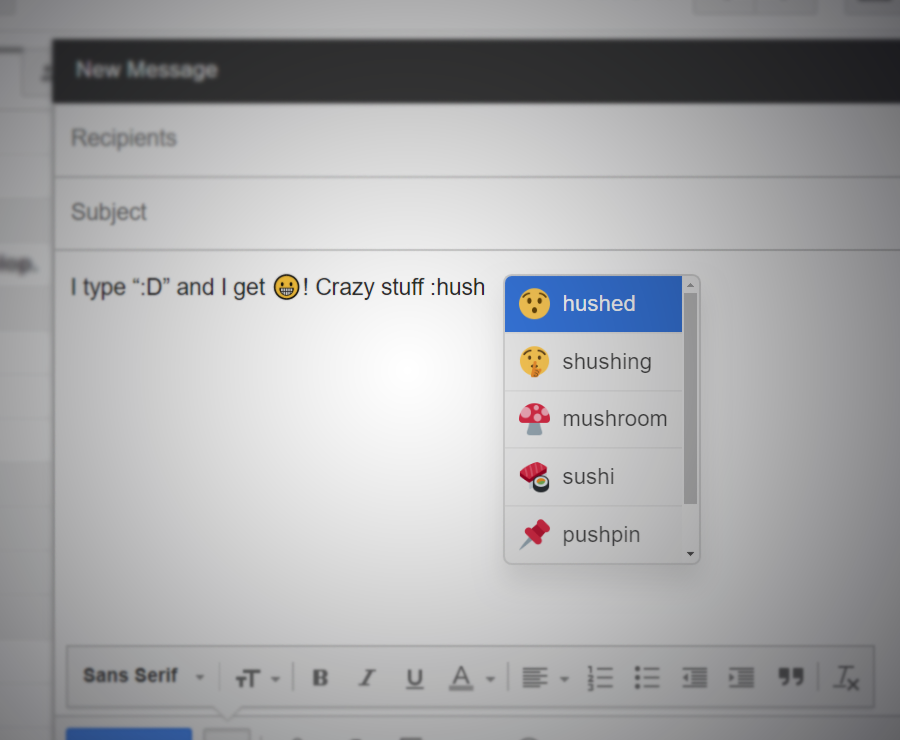 New Message
Recipients
Subject
I type “:D” and I get 😀! Crazy stuff :hush
hushed
shushing
mushroom
sushi
pushpin
Sans Serif